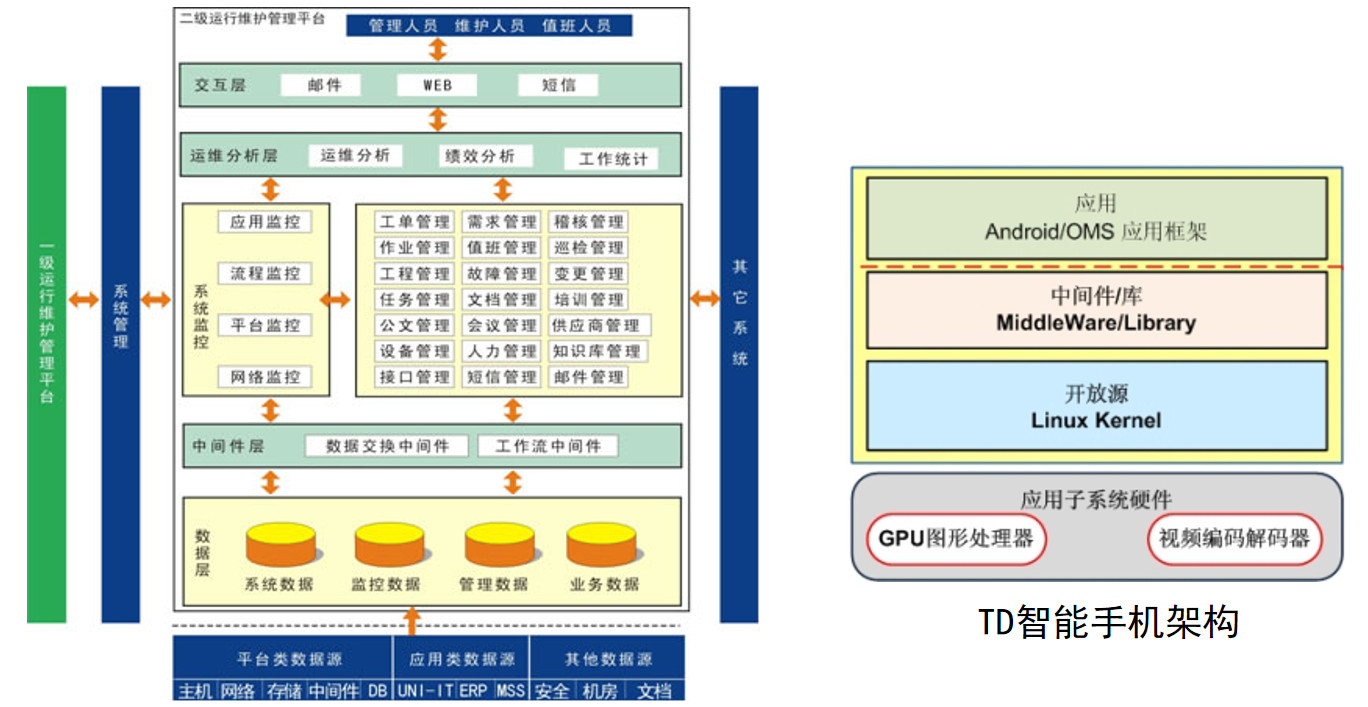 二级运行维护管理平台
管理人员 维护人员 值班人员
交互层 邮件 WEB 短信
运维分析层 运维分析 绩效分析 工作统计
一级运行维护管理平台
系统管理
系统监控
应用监控
流程监控
平台监控
网络监控
工单管理 需求管理 稽核管理
作业管理 值班管理 巡检管理
工程管理 故障管理 变更管理
任务管理 文档管理 培训管理
公文管理 会议管理 供应商管理
设备管理 人力管理 知识库管理
接口管理 短信管理 邮件管理
其它系统
中间件层 数据交换中间件 工作流中间件
数据层
系统数据 监控数据 管理数据 业务数据
平台类数据源 应用类数据源 其他数据源
主机 网络 存储 中间件 DB UNI-IT ERP MSS 安全 机房 文档
应用
Android/OMS 应用框架
中间件/库
MiddleWare/Library
开放源
Linux Kernel
应用子系统硬件
GPU图形处理器 视频编码解码器
TD智能手机架构